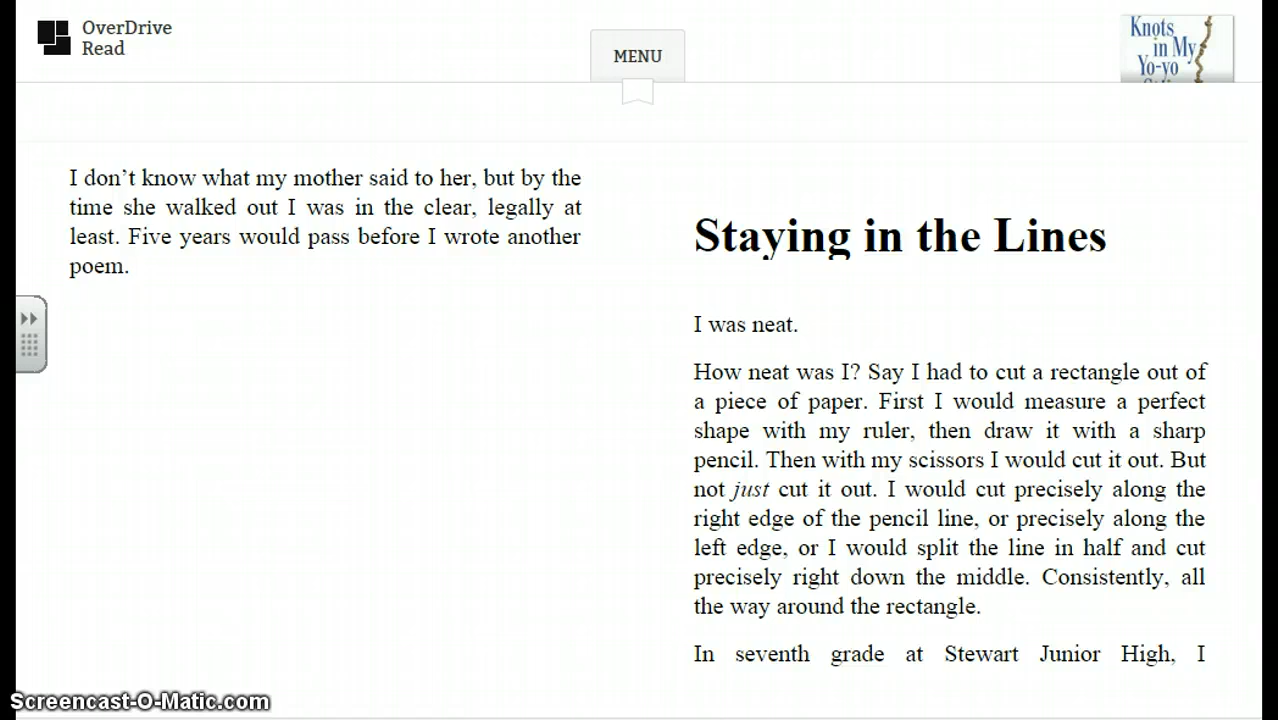 OverDrive
Read
MENU
Knots
in My
Yo-yo
I don’t know what my mother said to her, but by the
time she walked out I was in the clear, legally at
least. Five years would pass before I wrote another
poem.
Staying in the Lines
I was neat.
How neat was I? Say I had to cut a rectangle out of
a piece of paper. First I would measure a perfect
shape with my ruler, then draw it with a sharp
pencil. Then with my scissors I would cut it out. But
not just cut it out. I would cut precisely along the
right edge of the pencil line, or precisely along the
left edge, or I would split the line in half and cut
precisely right down the middle. Consistently, all
the way around the rectangle.
In seventh grade at Stewart Junior High, I
Screencast-O-Matic.com